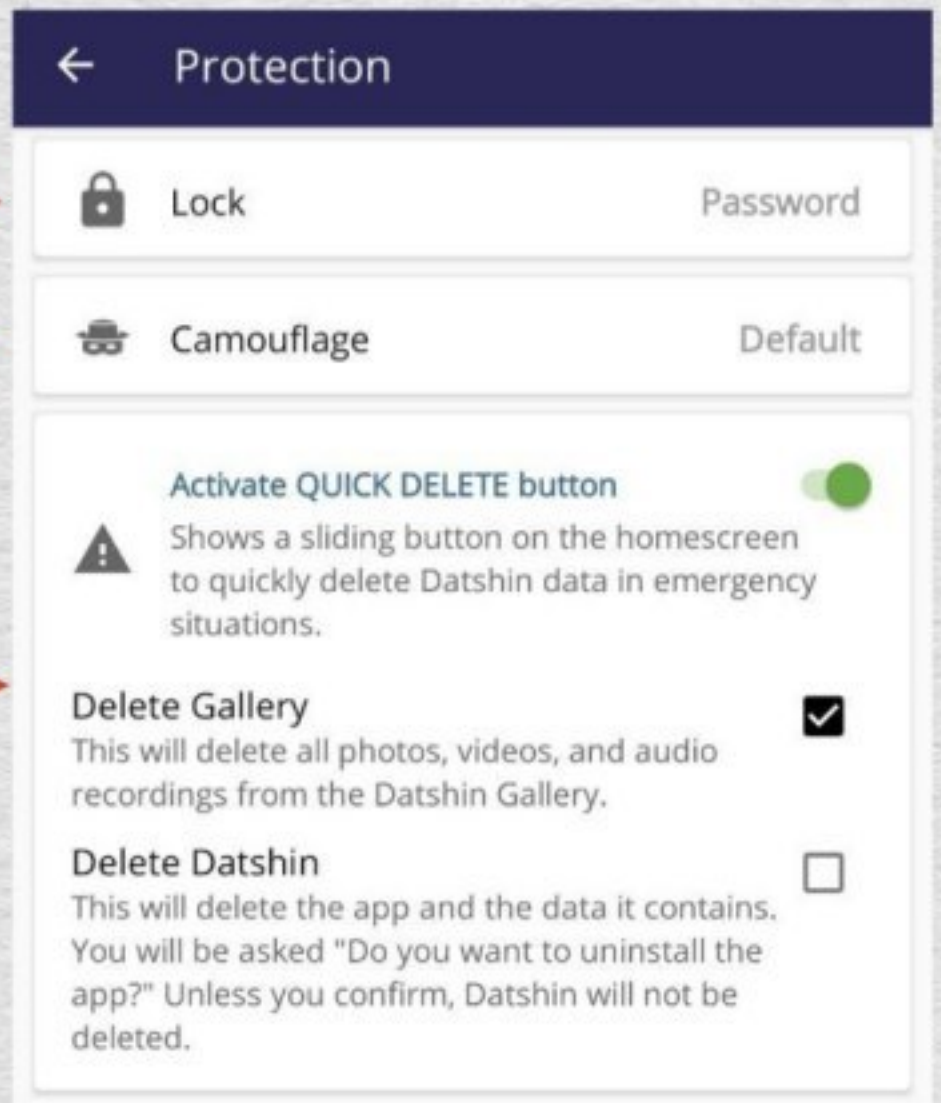 Protection
Lock Password
Camouflage Default
Activate QUICK DELETE button
Shows a sliding button on the homescreen
to quickly delete Datshin data in emergency
situations.
Delete Gallery
This will delete all photos, videos, and audio
recordings from the Datshin Gallery.
Delete Datshin
This will delete the app and the data it contains.
You will be asked "Do you want to uninstall the
app?" Unless you confirm, Datshin will not be
deleted.